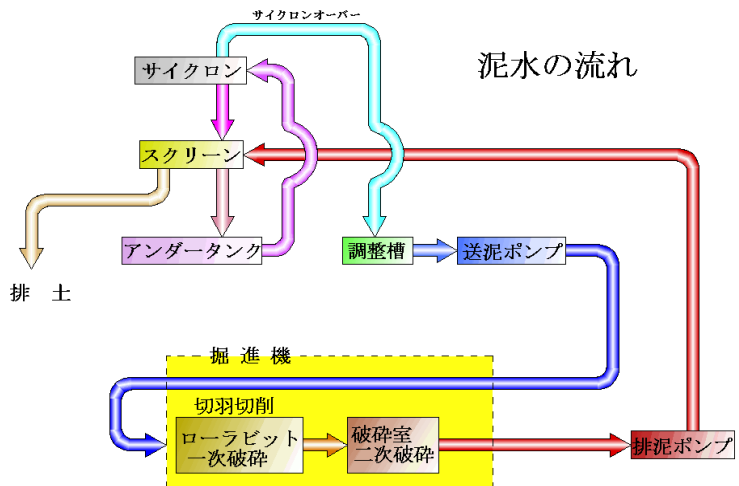 サイクロンオーバー
泥水の流れ
サイクロン
スクリーン
アンダータンク
調整槽
送泥ポンプ
排　土
掘 進 機
切羽切削
ローラビット
一次破砕
破砕室
二次破砕
排泥ポンプ